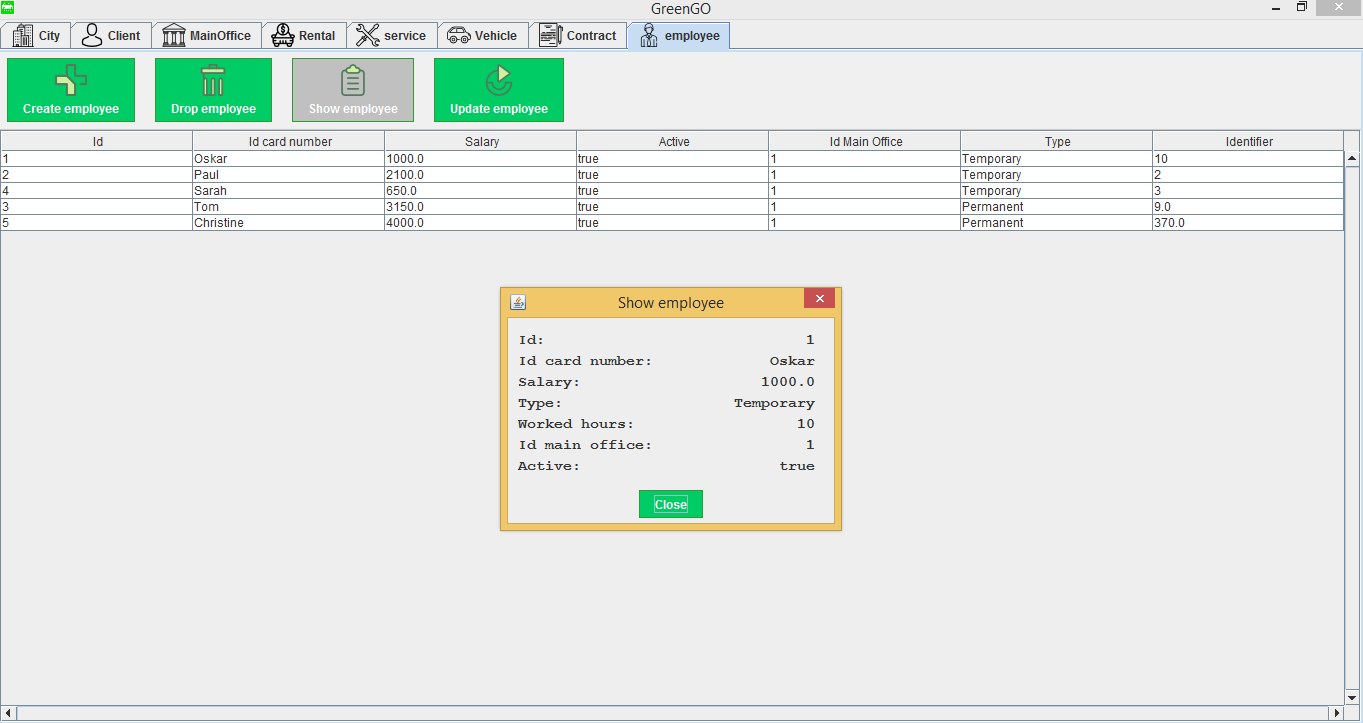 GreenGO
City Client MainOffice Rental service Vehicle Contract employee
Create employee Drop employee Show employee Update employee
Id Id card number Salary Active Id Main Office Type Identifier
1 Oskar 1000.0 true 1 Temporary 10
2 Paul 2100.0 true 1 Temporary 2
4 Sarah 650.0 true 1 Temporary 3
3 Tom 3150.0 true 1 Permanent 9.0
5 Christine 4000.0 true 1 Permanent 370.0
Show employee
Id: 1
Id card number: Oskar
Salary: 1000.0
Type: Temporary
Worked hours: 10
Id main office: 1
Active: true
Close